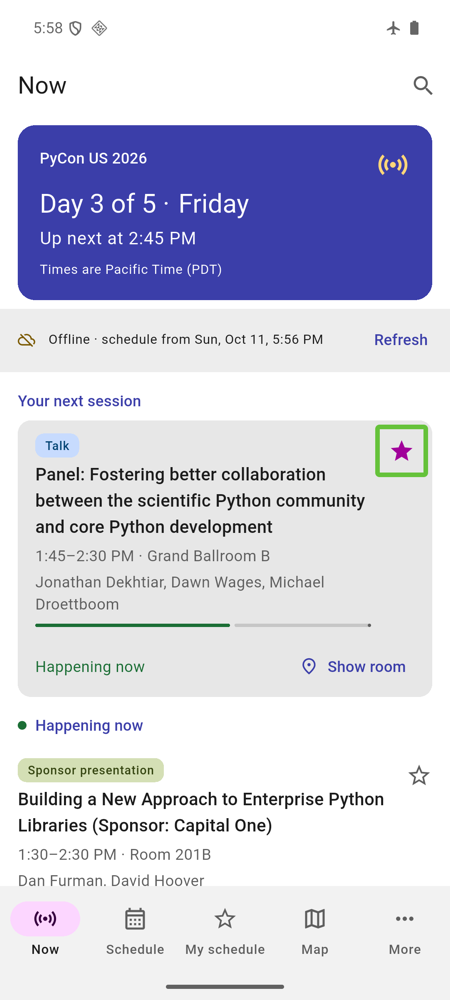 5:58
Now
PyCon US 2026
Day 3 of 5 · Friday
Up next at 2:45 PM
Times are Pacific Time (PDT)
Offline · schedule from Sun, Oct 11, 5:56 PM
Refresh
Your next session
Talk
Panel: Fostering better collaboration
between the scientific Python community
and core Python development
1:45–2:30 PM · Grand Ballroom B
Jonathan Dekhtiar, Dawn Wages, Michael
Droettboom
Happening now
Show room
Happening now
Sponsor presentation
Building a New Approach to Enterprise Python
Libraries (Sponsor: Capital One)
1:30–2:30 PM · Room 201B
Dan Furman, David Hoover
Now
Schedule
My schedule
Map
More